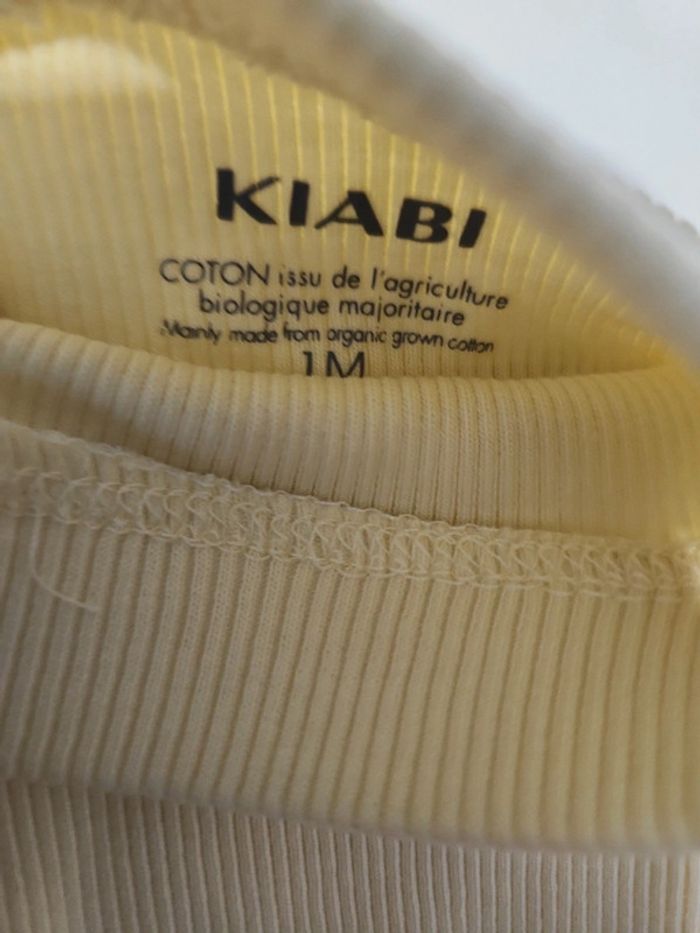 KIABI
COTON issu de l'agriculture
biologique majoritaire
Mainly made from organic grown cotton
1M